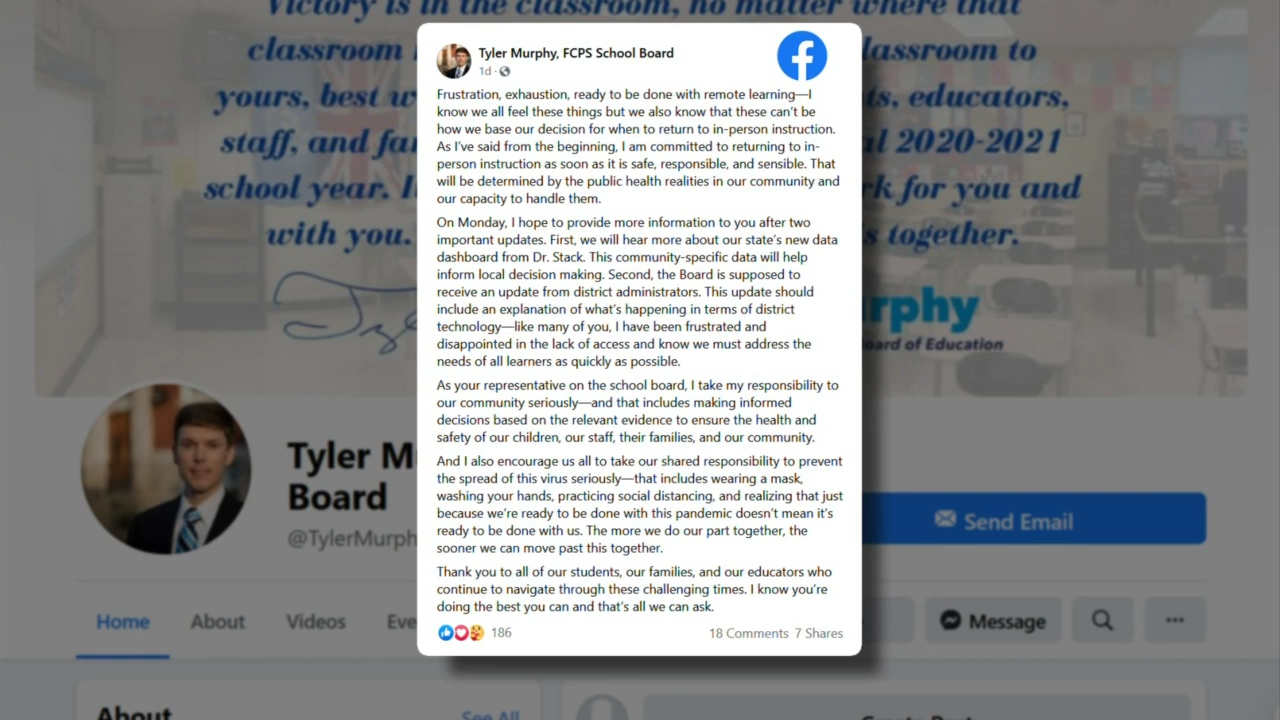 Victory is in the classroom, no matter where that
classroom
lassroom to
yours, best w
ts, educators,
staff, and fa
al 2020-2021
school year. I
rk for you and
with you.
s together.
rphy
oard of Education
Tyler Murphy, FCPS School Board
1d ·
Frustration, exhaustion, ready to be done with remote learning—I
know we all feel these things but we also know that these can't be
how we base our decision for when to return to in-person instruction.
As I've said from the beginning, I am committed to returning to in-
person instruction as soon as it is safe, responsible, and sensible. That
will be determined by the public health realities in our community and
our capacity to handle them.
On Monday, I hope to provide more information to you after two
important updates. First, we will hear more about our state's new data
dashboard from Dr. Stack. This community-specific data will help
inform local decision making. Second, the Board is supposed to
receive an update from district administrators. This update should
include an explanation of what's happening in terms of district
technology—like many of you, I have been frustrated and
disappointed in the lack of access and know we must address the
needs of all learners as quickly as possible.
As your representative on the school board, I take my responsibility to
our community seriously—and that includes making informed
decisions based on the relevant evidence to ensure the health and
safety of our children, our staff, their families, and our community.
And I also encourage us all to take our shared responsibility to prevent
the spread of this virus seriously—that includes wearing a mask,
washing your hands, practicing social distancing, and realizing that just
because we're ready to be done with this pandemic doesn't mean it's
ready to be done with us. The more we do our part together, the
sooner we can move past this together.
Thank you to all of our students, our families, and our educators who
continue to navigate through these challenging times. I know you're
doing the best you can and that's all we can ask.
186
18 Comments 7 Shares
Tyler M
Board
@TylerMurph
Send Email
Home
About
Videos
Eve
Message
About
See All
Create Post